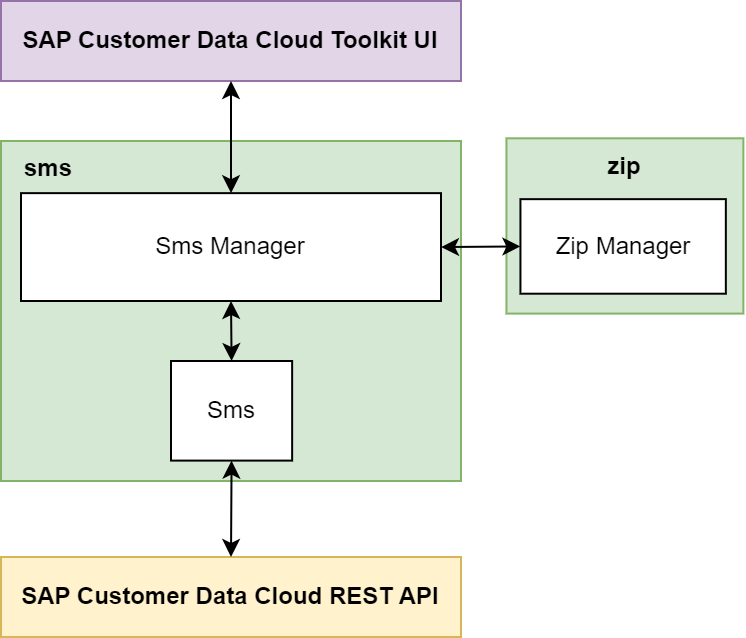 SAP Customer Data Cloud Toolkit UI
sms
zip
Sms Manager
Zip Manager
Sms
SAP Customer Data Cloud REST API